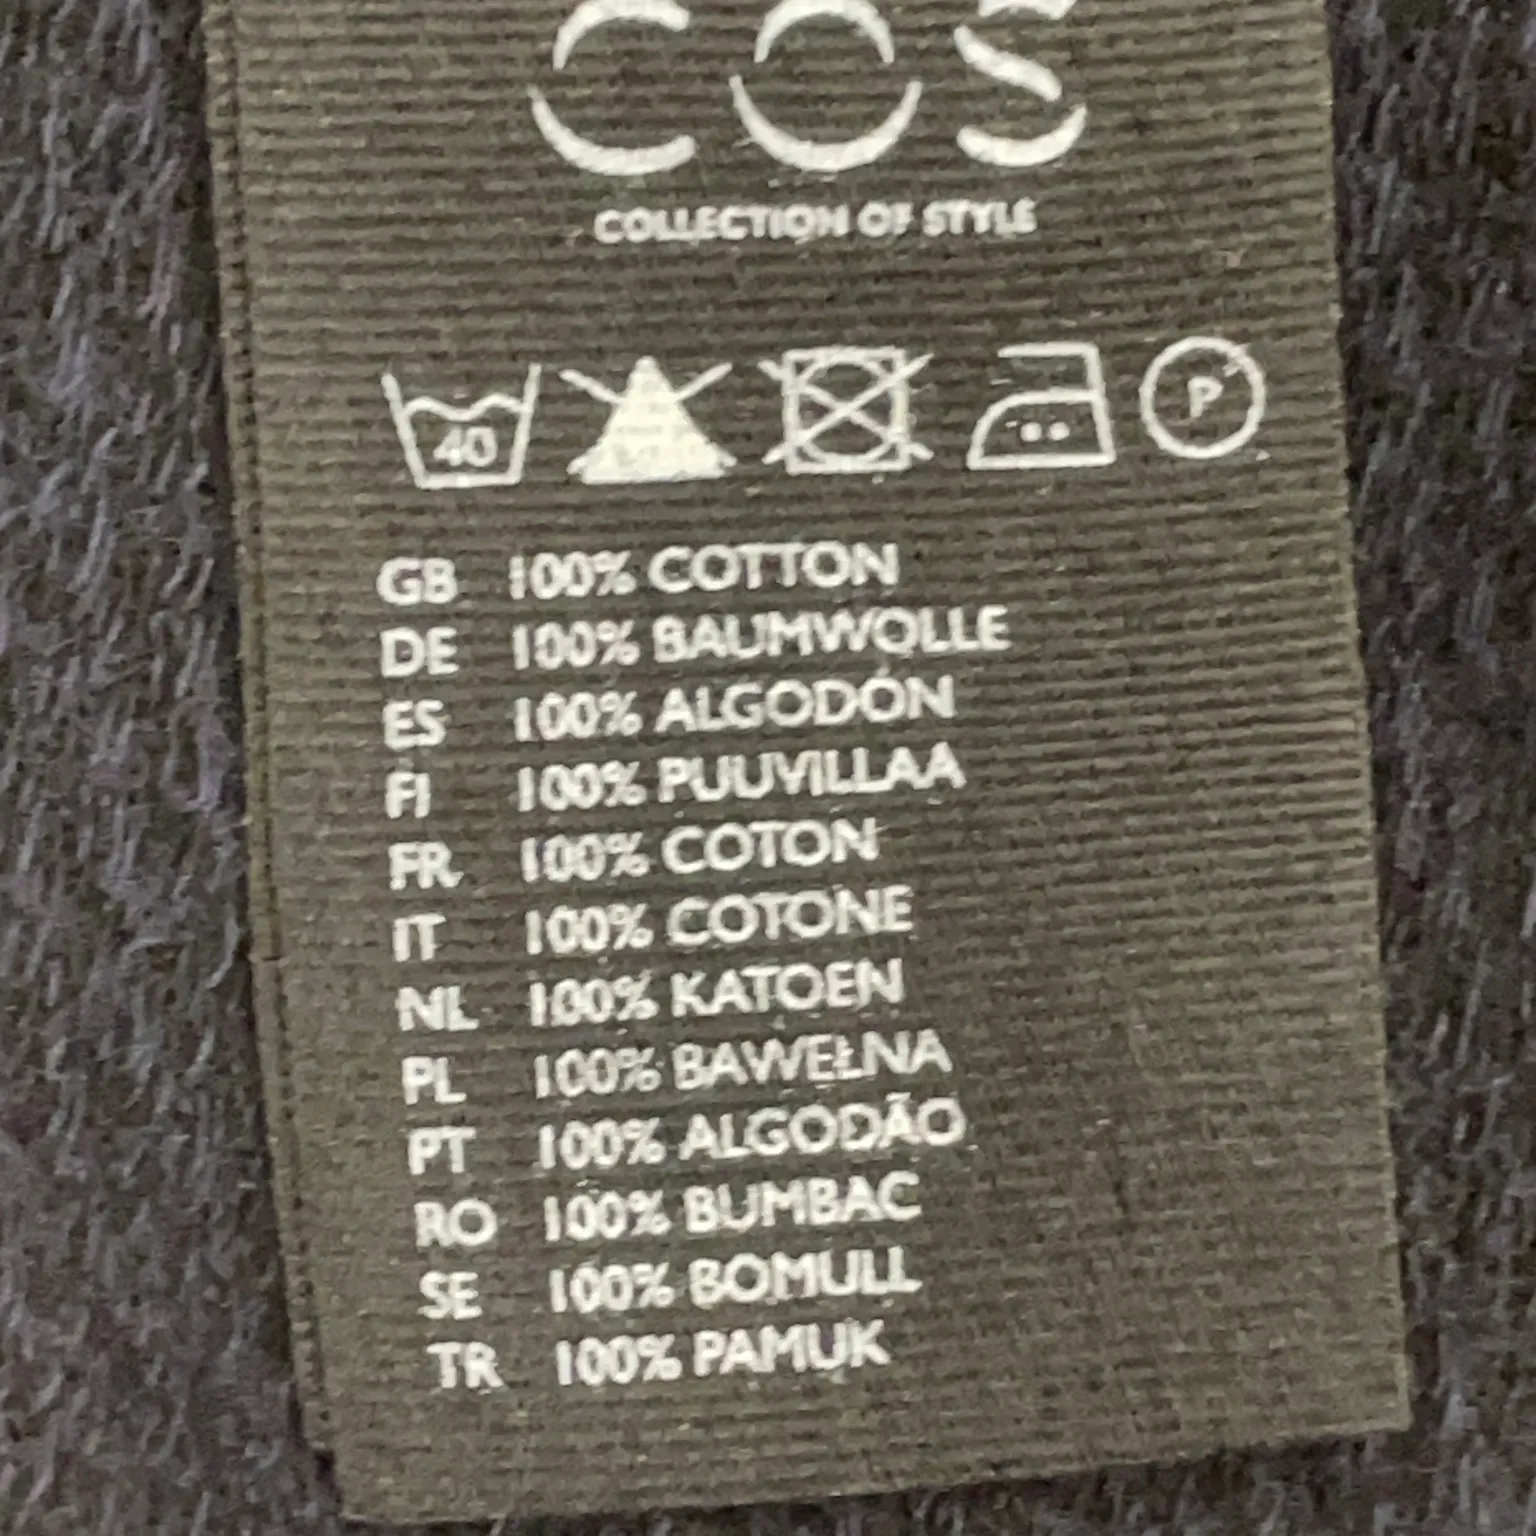 COS
COLLECTION OF STYLE
40 P
GB 100% COTTON
DE 100% BAUMWOLLE
ES 100% ALGODÓN
FI 100% PUUVILLAA
FR 100% COTON
IT 100% COTONE
NL 100% KATOEN
PL 100% BAWEŁNA
PT 100% ALGODÃO
RO 100% BUMBAC
SE 100% BOMULL
TR 100% PAMUK